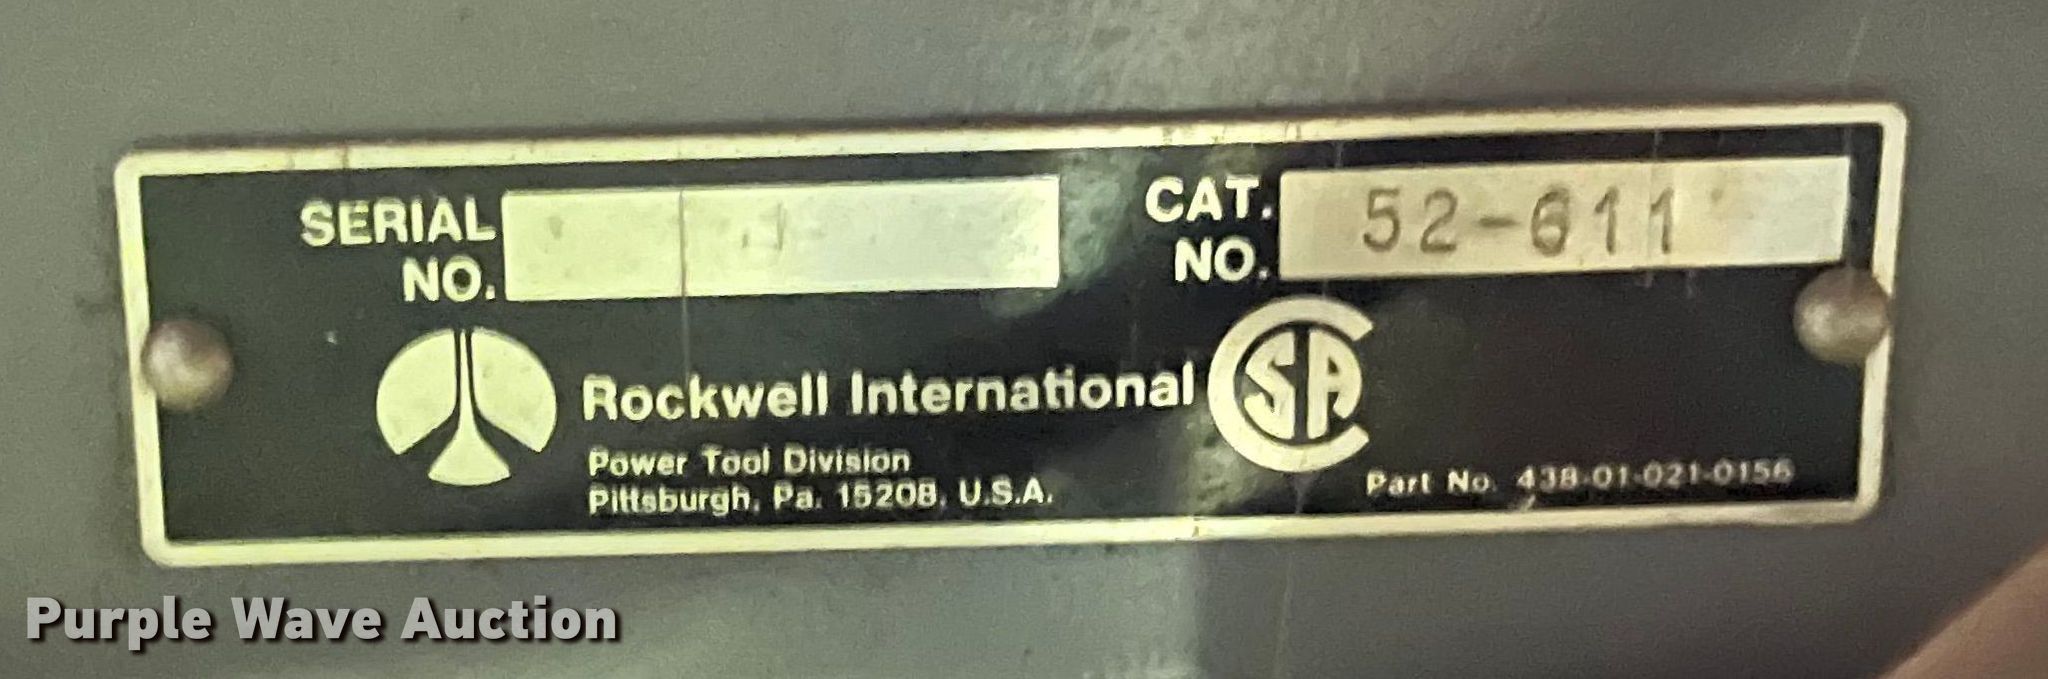 SERIAL NO.
CAT. NO. 52-611
Rockwell International
CSA
Power Tool Division
Pittsburgh, Pa. 15208, U.S.A.
Part No. 438-01-021-0156
Purple Wave Auction